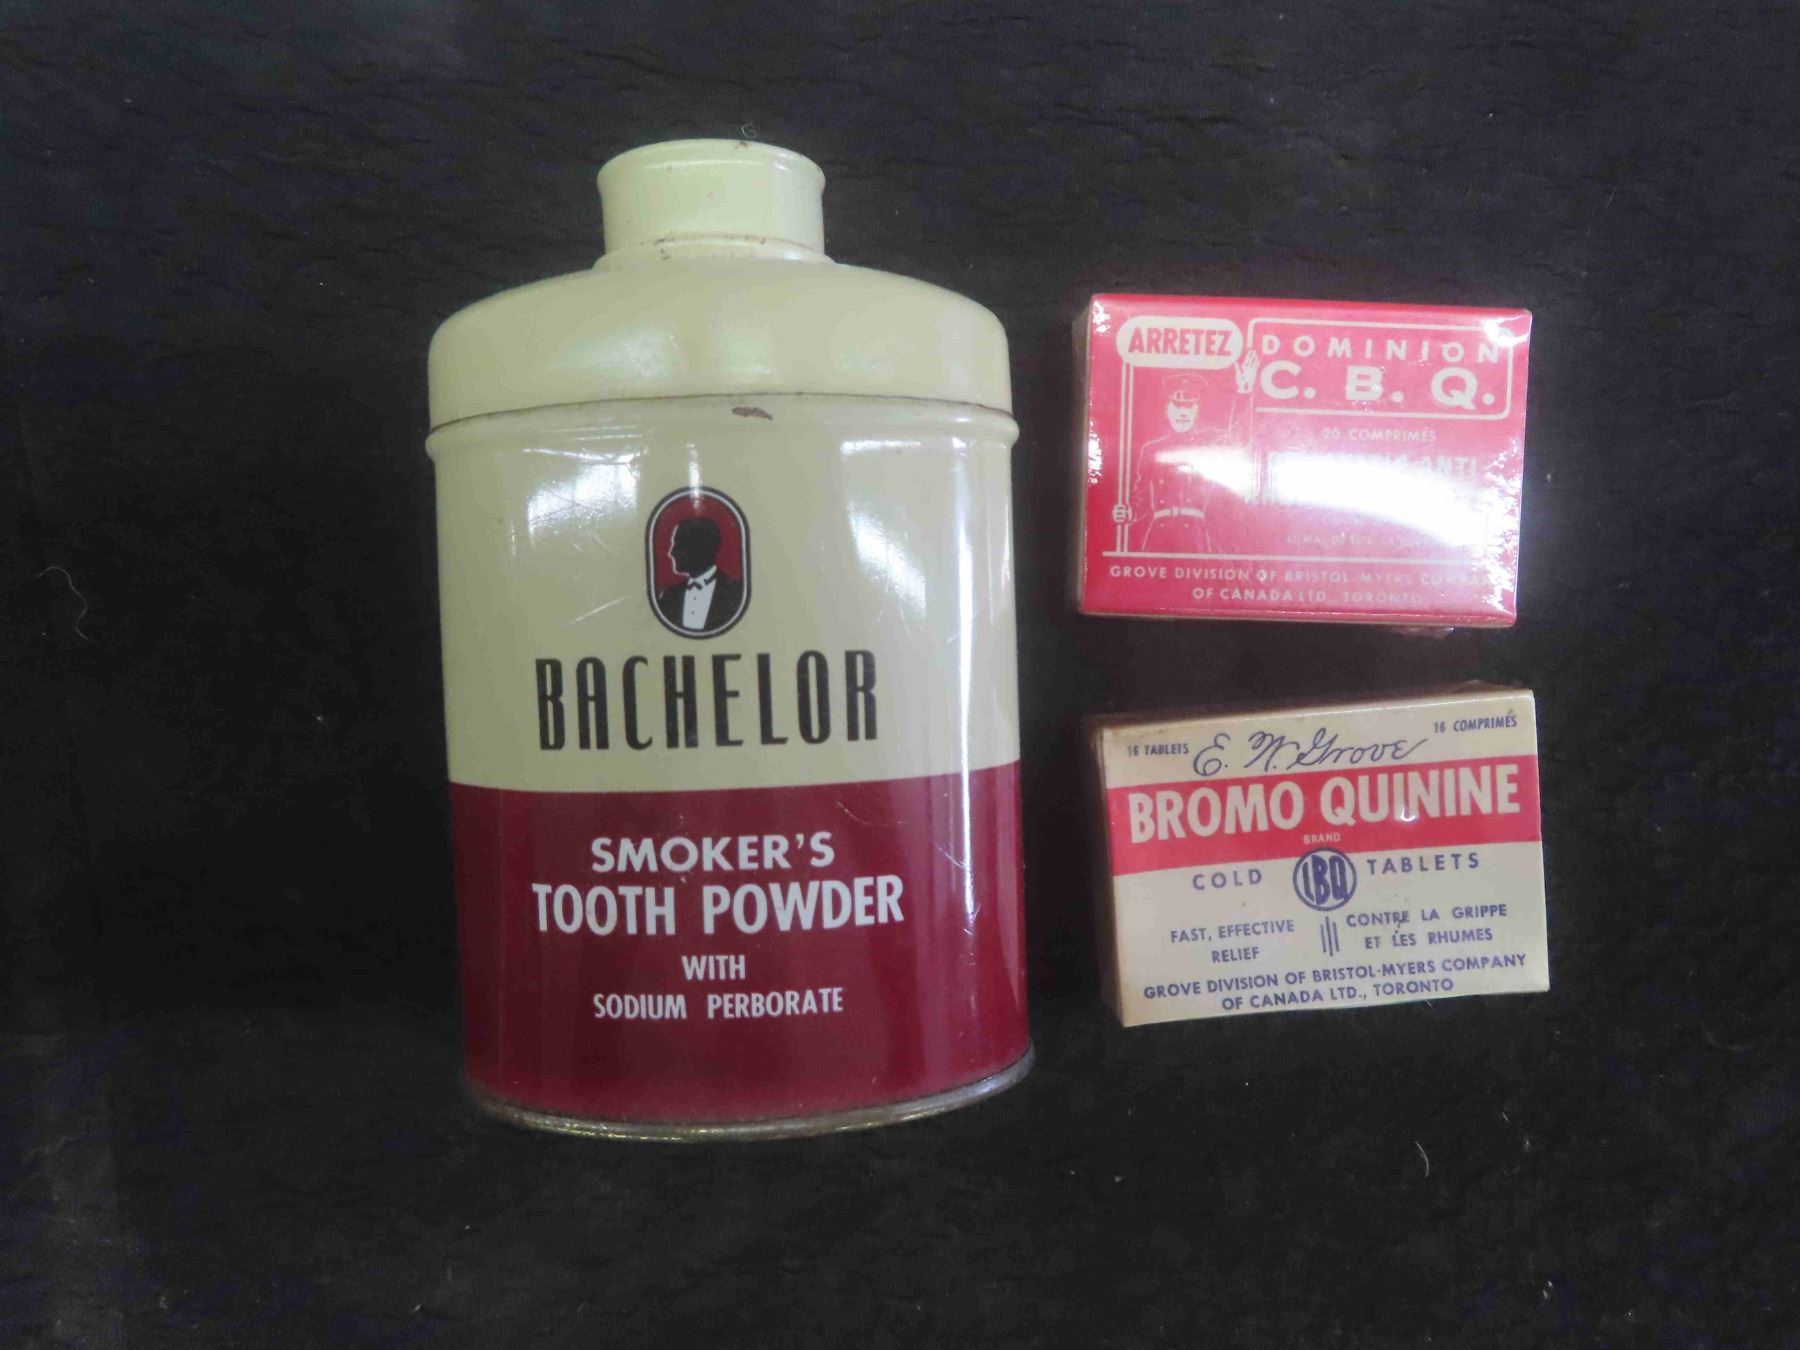 BACHELOR
SMOKER'S
TOOTH POWDER
WITH
SODIUM PERBORATE
ARRETEZ
DOMINION
C. B. Q.
20 COMPRIMÉS
ANTI-
GROVE DIVISION OF BRISTOL-MYERS COMPANY
OF CANADA LTD., TORONTO
16 TABLETS
E. W. Grove
16 COMPRIMÉS
BROMO QUININE
BRAND
COLD
LBQ
TABLETS
FAST, EFFECTIVE
RELIEF
CONTRE LA GRIPPE
ET LES RHUMES
GROVE DIVISION OF BRISTOL-MYERS COMPANY
OF CANADA LTD., TORONTO